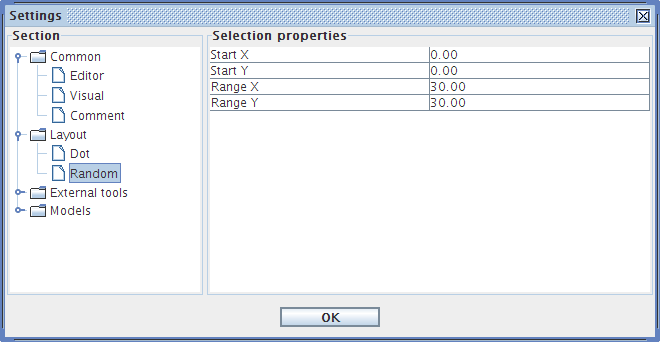 Settings
Section
Common
Editor
Visual
Comment
Layout
Dot
Random
External tools
Models
Selection properties
Start X 0.00
Start Y 0.00
Range X 30.00
Range Y 30.00
OK